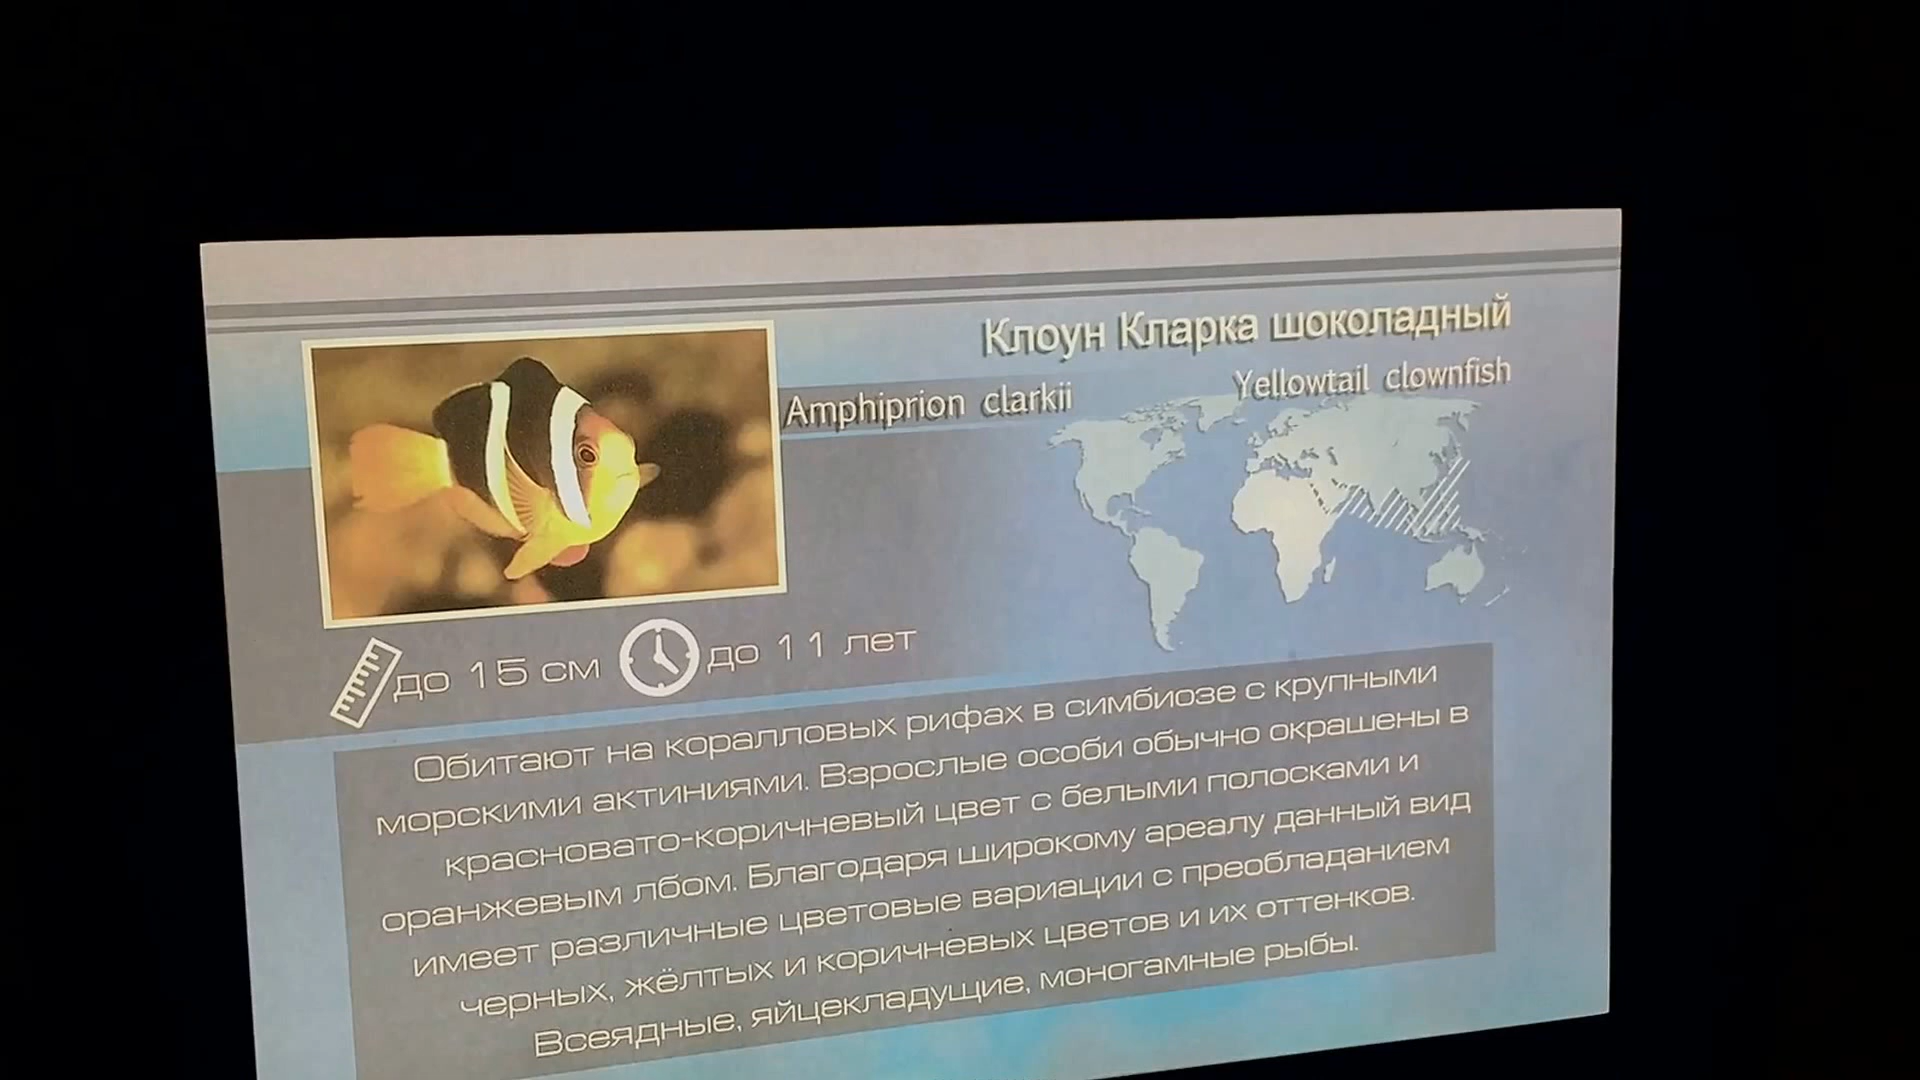 Клоун Кларка шоколадный
Yellowtail clownfish
Amphiprion clarkii
до 15 см до 11 лет
Обитают на коралловых рифах в симбиозе с крупными
морскими актиниями. Взрослые особи обычно окрашены в
красновато-коричневый цвет с белыми полосками и
оранжевым лбом. Благодаря широкому ареалу данный вид
имеет различные цветовые вариации с преобладанием
черных, жёлтых и коричневых цветов и их оттенков.
Всеядные, яйцекладущие, моногамные рыбы.